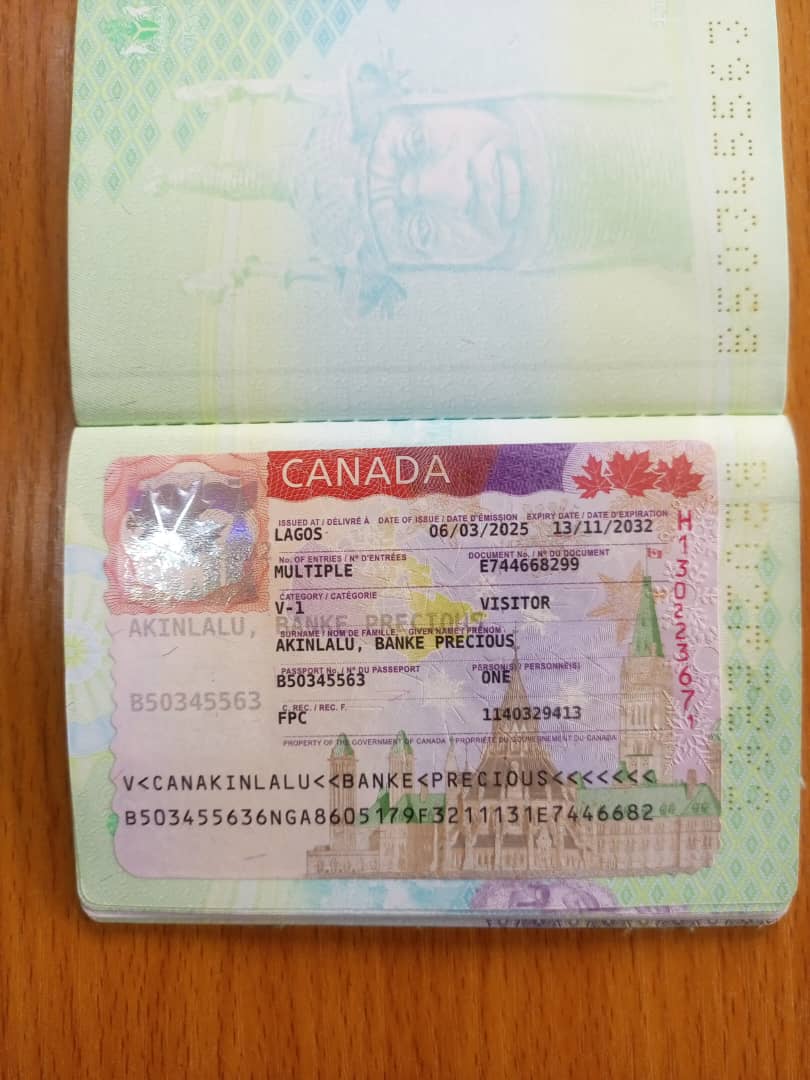 B50345563
CANADA
ISSUED AT / DÉLIVRÉ À DATE OF ISSUE / DATE D'ÉMISSION EXPIRY DATE / DATE D'EXPIRATION
LAGOS 06/03/2025 13/11/2032
No. OF ENTRIES / Nº D'ENTRÉES DOCUMENT No. / Nº DU DOCUMENT
MULTIPLE E744668299
CATEGORY / CATÉGORIE
V-1 VISITOR
AKINLALU, BANKE PRECIOUS
SURNAME / NOM DE FAMILLE GIVEN NAME / PRÉNOM
AKINLALU, BANKE PRECIOUS
PASSPORT No. / Nº DU PASSEPORT PERSON(S) / PERSONNE(S)
B50345563 ONE
B50345563
C. REC. / REC. F.
FPC 1140329413
H130223671
PROPERTY OF THE GOVERNMENT OF CANADA / PROPRIÉTÉ DU GOUVERNEMENT DU CANADA
V<CANAKINLALU<<BANKE<PRECIOUS<<<<<<<
B503455636NGA8605179F3211131E7446682